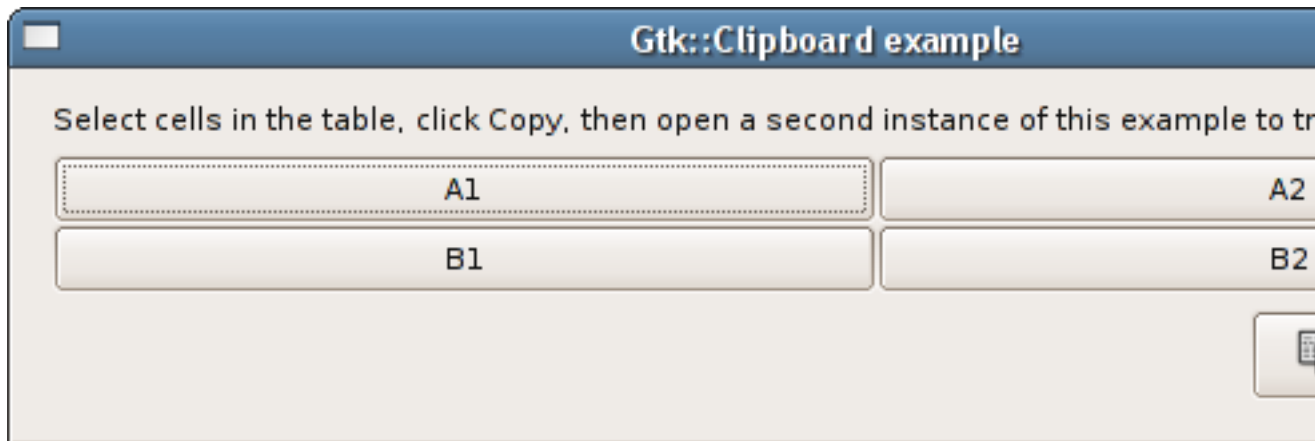 Gtk::Clipboard example
Select cells in the table, click Copy, then open a second instance of this example to
A1 A2
B1 B2